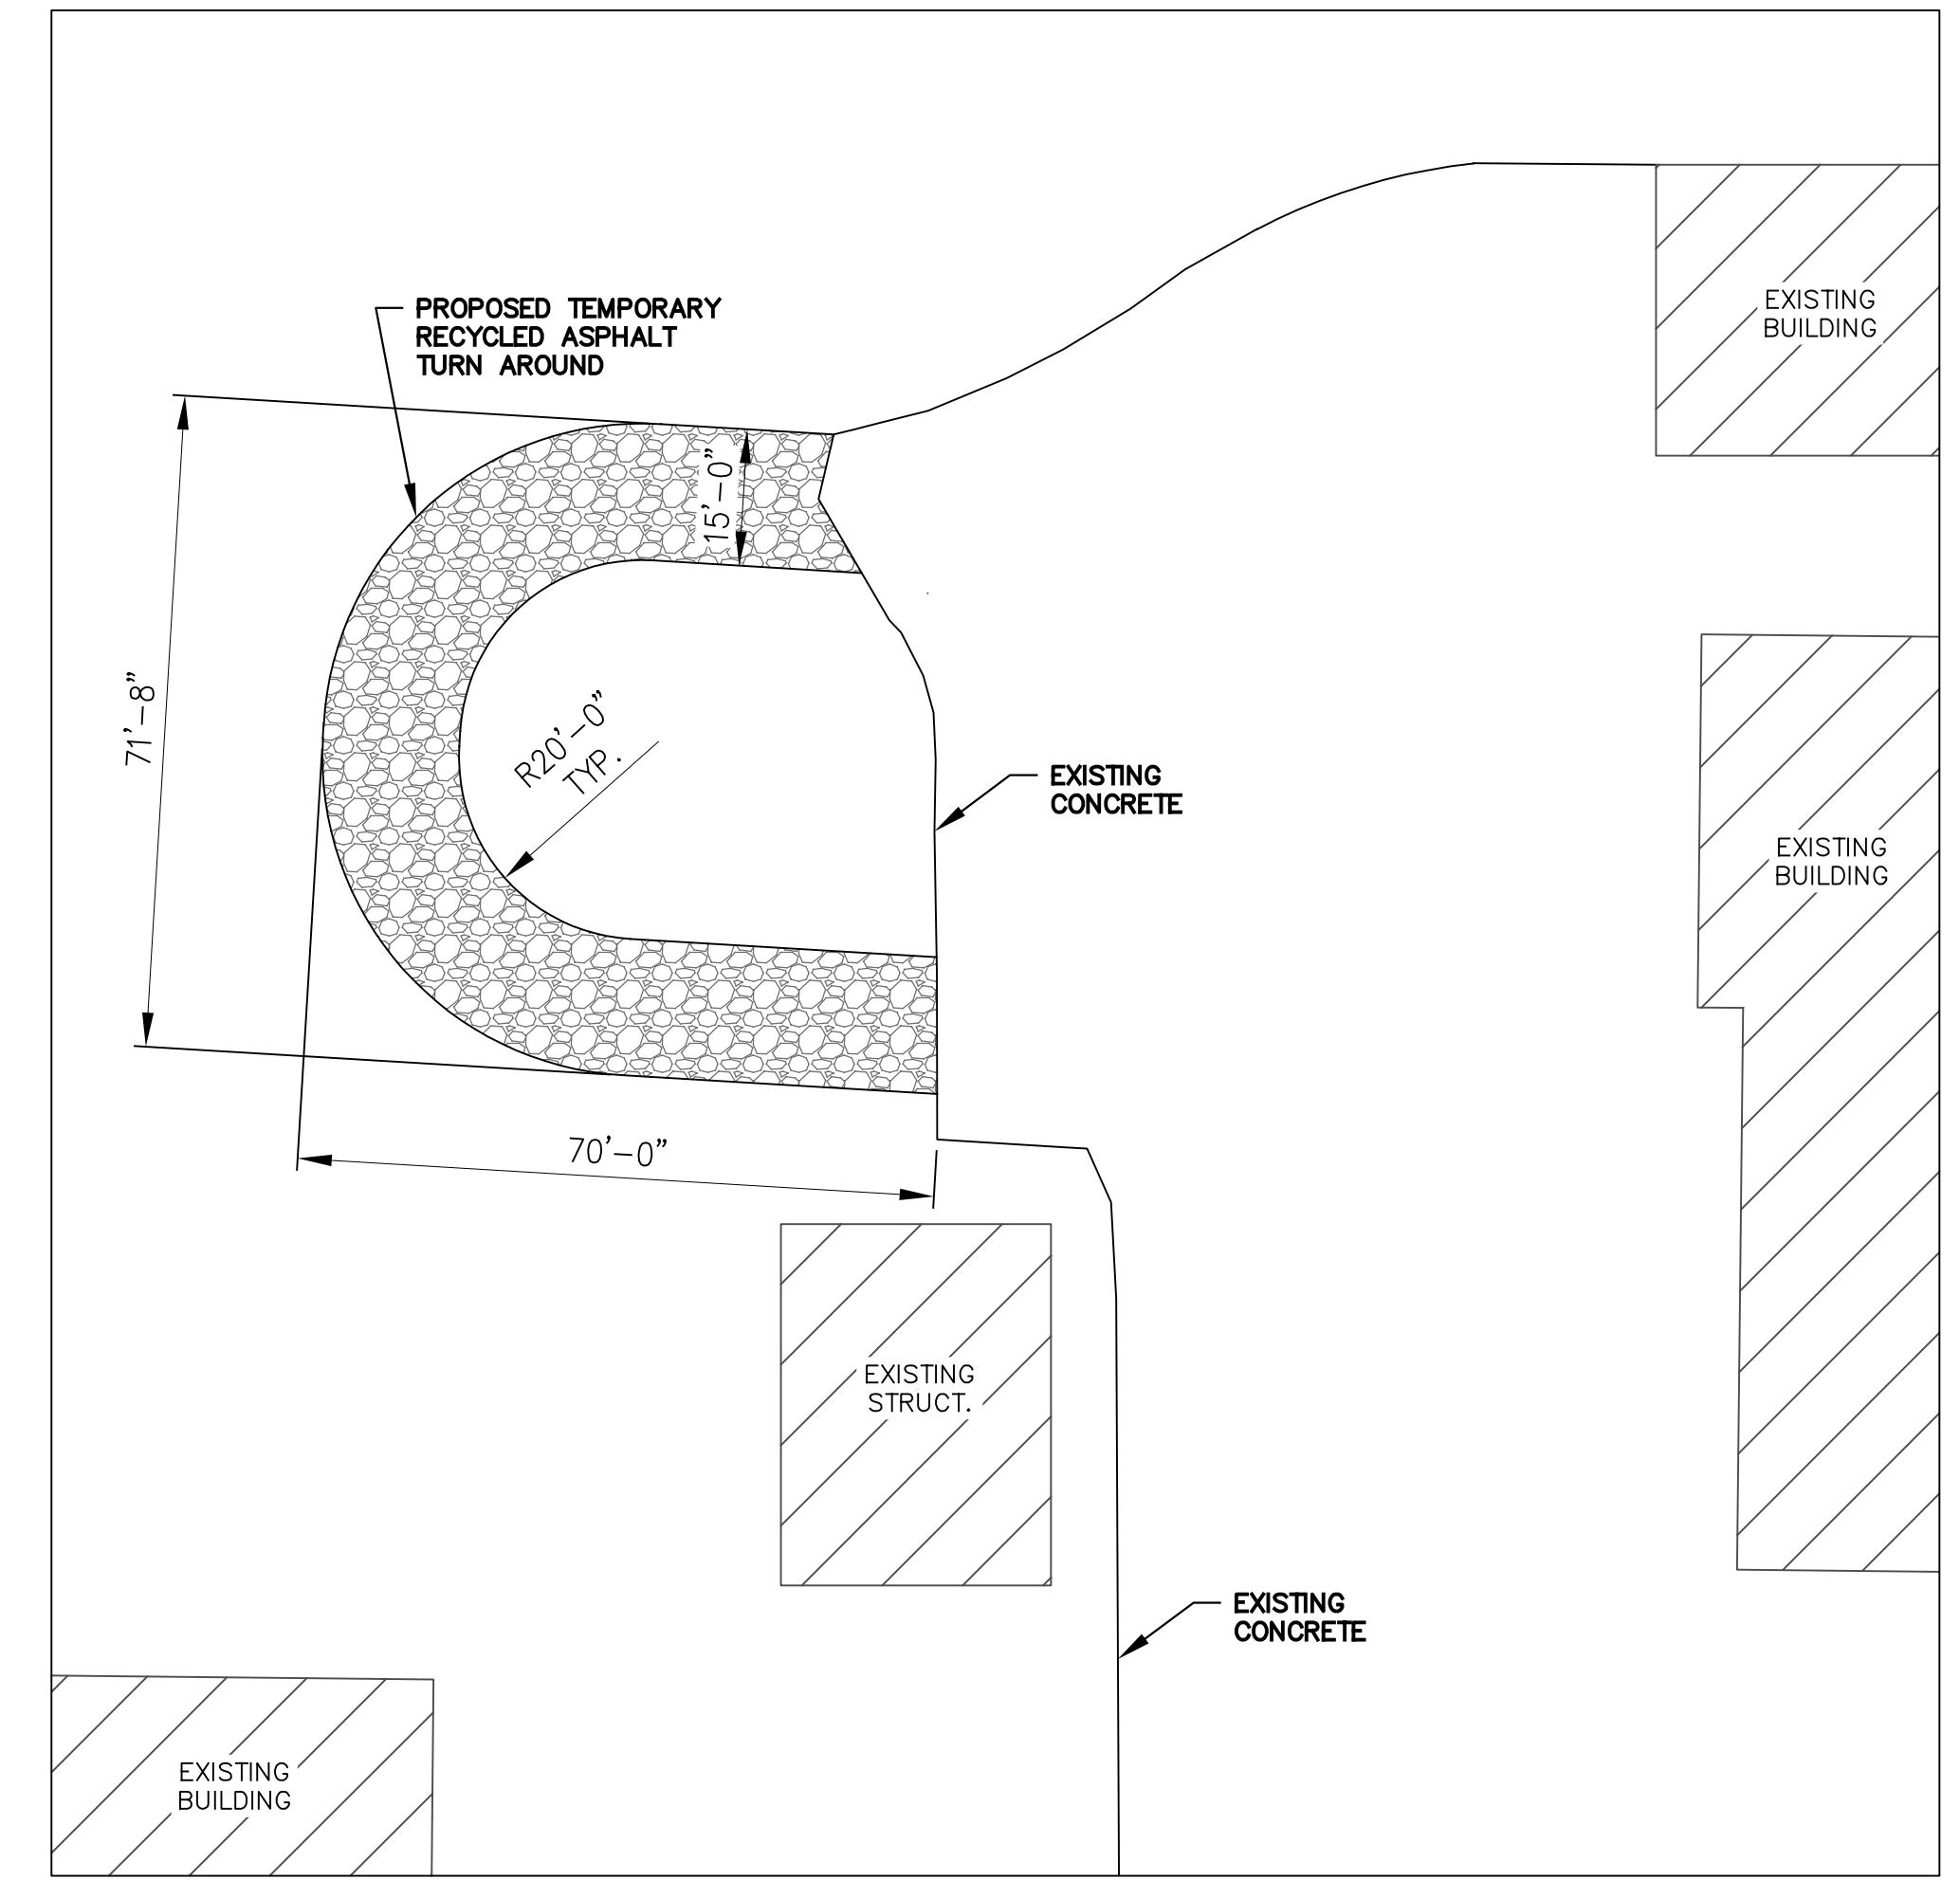 EXISTING
BUILDING
PROPOSED TEMPORARY
RECYCLED ASPHALT
TURN AROUND
15'-0"
71'-8"
R20'-0"
TYP.
EXISTING
CONCRETE
EXISTING
BUILDING
70'-0"
EXISTING
STRUCT.
EXISTING
CONCRETE
EXISTING
BUILDING